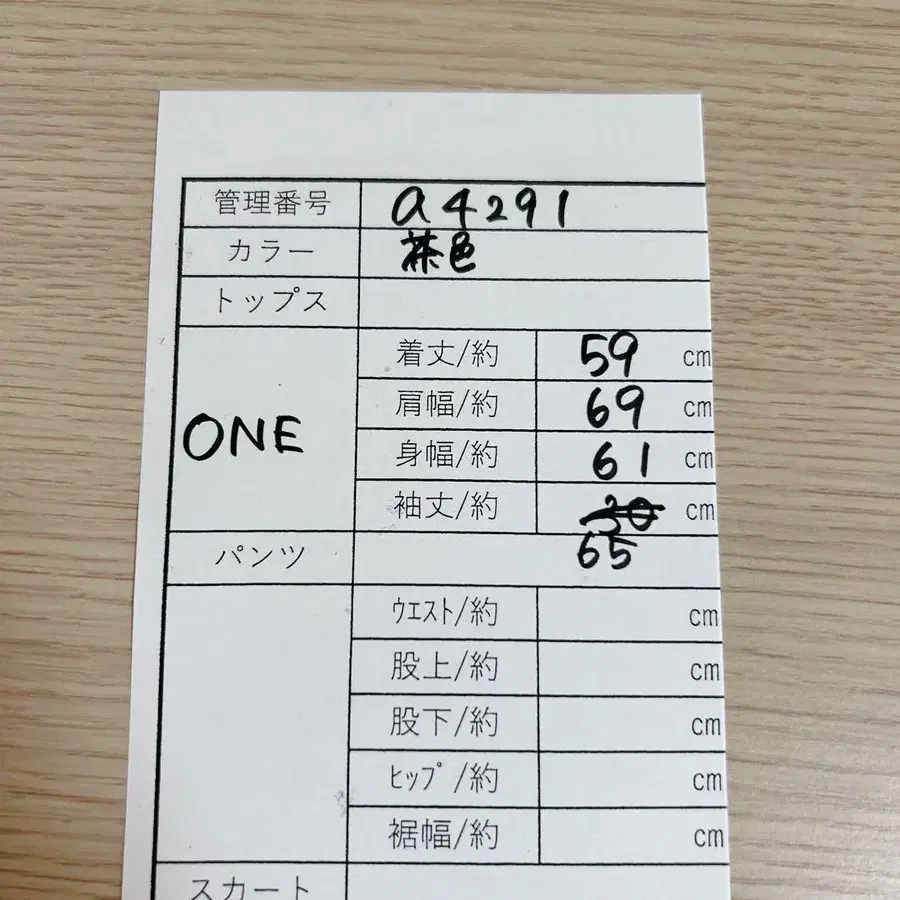 管理番号 a4291
カラー 茶色
トップス
ONE
着丈/約 59 cm
肩幅/約 69 cm
身幅/約 61 cm
袖丈/約 30 cm
65
パンツ
ｳｴｽﾄ/約 cm
股上/約 cm
股下/約 cm
ﾋｯﾌﾟ/約 cm
裾幅/約 cm
スカート